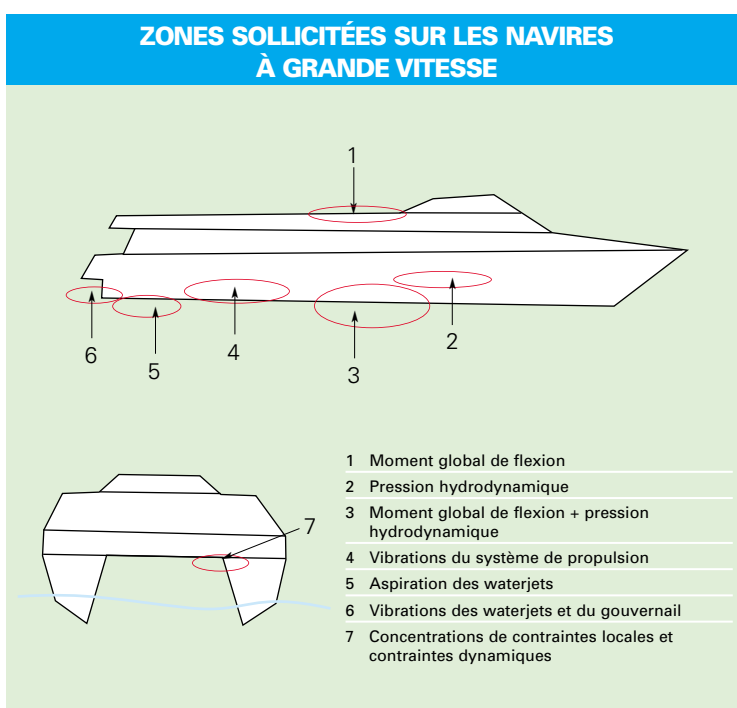 ZONES SOLLICITÉES SUR LES NAVIRES
À GRANDE VITESSE
1
6
5
4
3
2
7
1 Moment global de flexion
2 Pression hydrodynamique
3 Moment global de flexion + pression
hydrodynamique
4 Vibrations du système de propulsion
5 Aspiration des waterjets
6 Vibrations des waterjets et du gouvernail
7 Concentrations de contraintes locales et
contraintes dynamiques